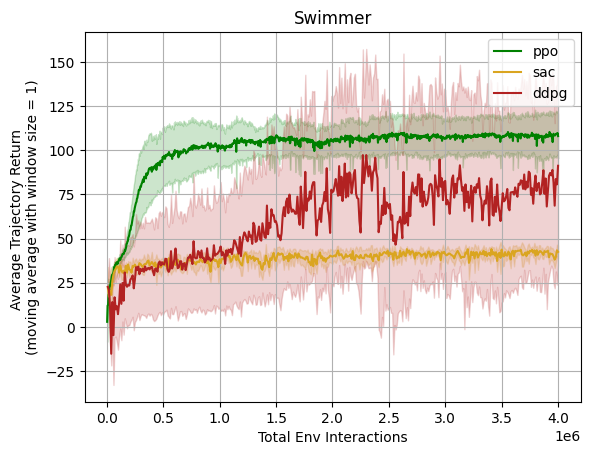 Swimmer
Average Trajectory Return
(moving average with window size = 1)
150
125
100
75
50
25
0
−25
ppo
sac
ddpg
0.0 0.5 1.0 1.5 2.0 2.5 3.0 3.5 4.0
1e6
Total Env Interactions